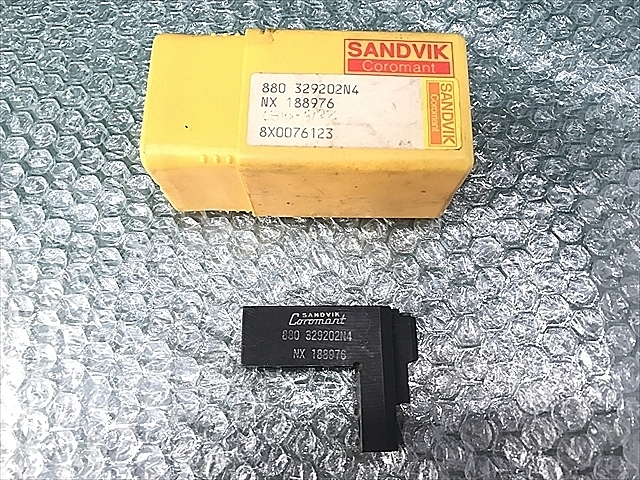 SANDVIK
Coromant
880 329202N4
NX 188976
8X0076123
SANDVIK
Coromant
SANDVIK
Coromant
880 329202N4
NX 188976